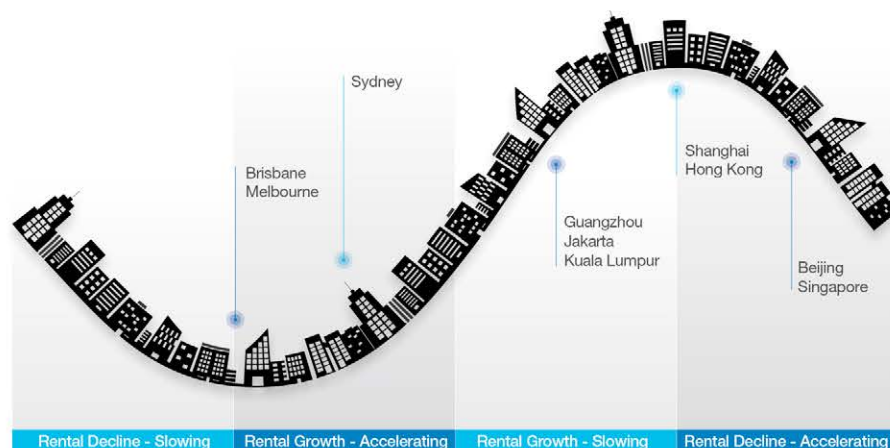 Sydney
Brisbane
Melbourne
Shanghai
Hong Kong
Guangzhou
Jakarta
Kuala Lumpur
Beijing
Singapore
Rental Decline - Slowing
Rental Growth - Accelerating
Rental Growth - Slowing
Rental Decline - Accelerating